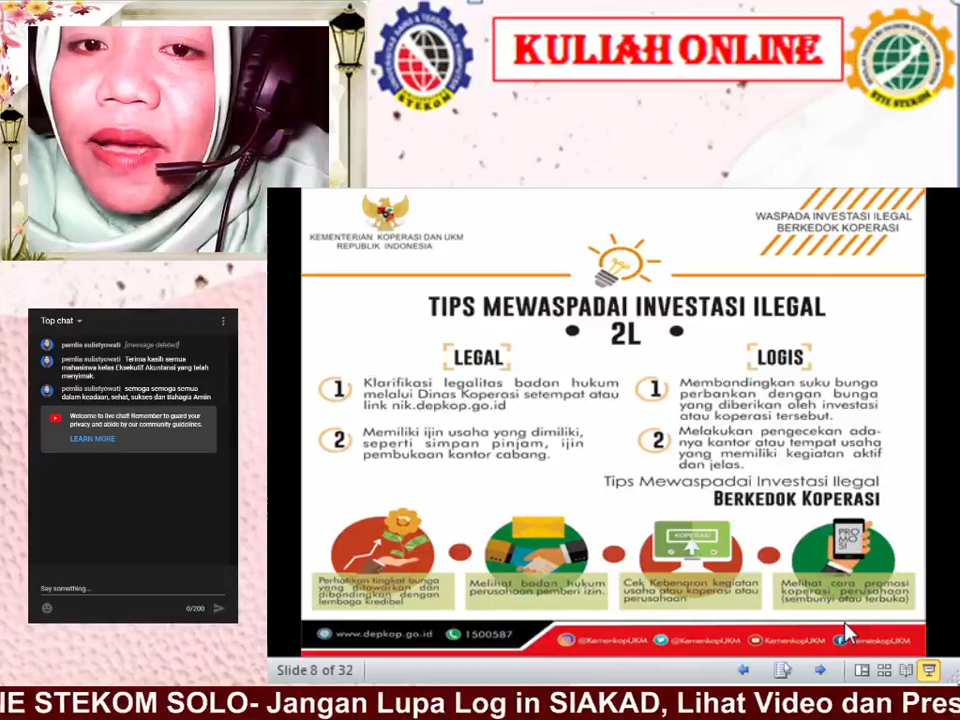 KULIAH ONLINE
STEKOM
STIE STEKOM
KEMENTERIAN KOPERASI DAN UKM
REPUBLIK INDONESIA
WASPADA INVESTASI ILEGAL
BERKEDOK KOPERASI
TIPS MEWASPADAI INVESTASI ILEGAL
• 2L •
LEGAL
1 Klarifikasi legalitas badan hukum
melalui Dinas Koperasi setempat atau
link nik.depkop.go.id
2 Memiliki ijin usaha yang dimiliki,
seperti simpan pinjam, ijin
pembukaan kantor cabang.
LOGIS
1 Membandingkan suku bunga
perbankan dengan bunga
yang diberikan oleh investasi
atau koperasi tersebut.
2 Melakukan pengecekan ada-
nya kantor atau tempat usaha
yang memiliki kegiatan aktif
dan jelas.
Tips Mewaspadai Investasi Ilegal
BERKEDOK KOPERASI
KOPERASI
PRO
MO
SI
Perhatikan tingkat bunga
yang ditawarkan dan
dibandingkan dengan
lembaga kredibel
Melihat badan hukum
perusahaan pemberi izin.
Cek Kebenaran kegiatan
usaha atau koperasi atau
perusahaan
Melihat cara promosi
koperasi perusahaan
(sembunyi atau terbuka)
www.depkop.go.id
1500587
@KemenkopUKM
@KemenkopUKM
KemenkopUKM
KemenkopUKM
Slide 8 of 32
Top chat
pemlia sulistyowati [message deleted]
pemlia sulistyowati Terima kasih semua
mahasiswa kelas Eksekutif Akuntansi yang telah
menyimak.
pemlia sulistyowati semoga semoga semua
dalam keadaan, sehat, sukses dan Bahagia Amiin
Welcome to live chat! Remember to guard your
privacy and abide by our community guidelines.
LEARN MORE
Say something...
0/200
NE STEKOM SOLO- Jangan Lupa Log in SIAKAD, Lihat Video dan Pres